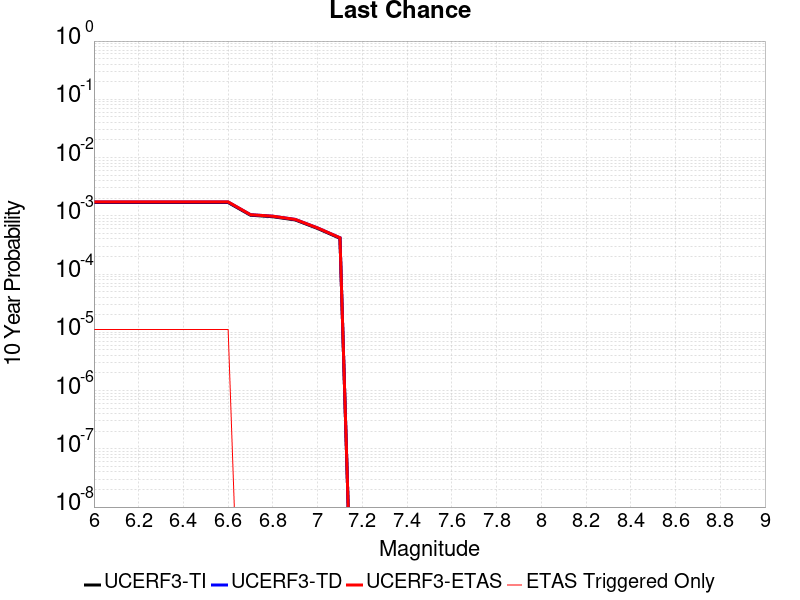 Last Chance
10 0
10 -1
10 -2
10 -3
10 -4
10 -5
10 -6
10 -7
10 -8
10 Year Probability
6 6.2 6.4 6.6 6.8 7 7.2 7.4 7.6 7.8 8 8.2 8.4 8.6 8.8 9
Magnitude
UCERF3-TI UCERF3-TD UCERF3-ETAS ETAS Triggered Only